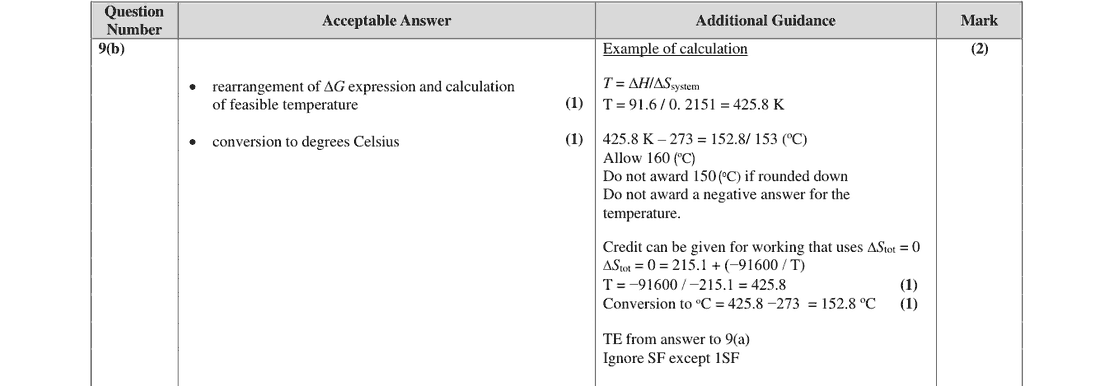 Question Number
Acceptable Answer
Additional Guidance
Mark
9(b)
• rearrangement of ΔG expression and calculation
of feasible temperature (1)
• conversion to degrees Celsius (1)
Example of calculation
T = ΔH/ΔSsystem
T = 91.6 / 0. 2151 = 425.8 K
425.8 K – 273 = 152.8/ 153 (ºC)
Allow 160 (ºC)
Do not award 150 (ºC) if rounded down
Do not award a negative answer for the
temperature.
Credit can be given for working that uses ΔStot = 0
ΔStot = 0 = 215.1 + (−91600 / T)
T = −91600 / −215.1 = 425.8 (1)
Conversion to ºC = 425.8 −273 = 152.8 ºC (1)
TE from answer to 9(a)
Ignore SF except 1SF
(2)